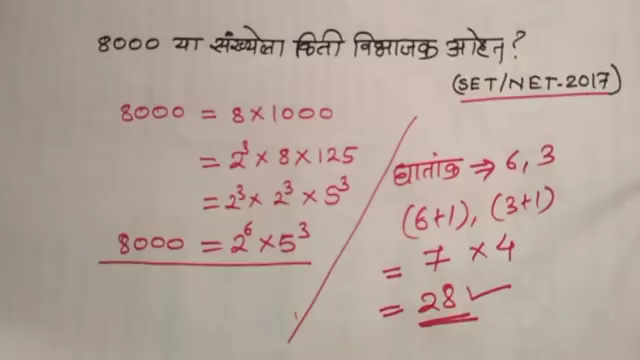 8000 या संख्येला किती विभाजक आहेत?
(SET/NET-2017)
8000 = 8×1000
= 2³ × 8 × 125
= 2³ × 2³ × 5³
8000 = 2⁶ × 5³
घातांक → 6, 3
(6+1), (3+1)
= 7 × 4
= 28 ✓